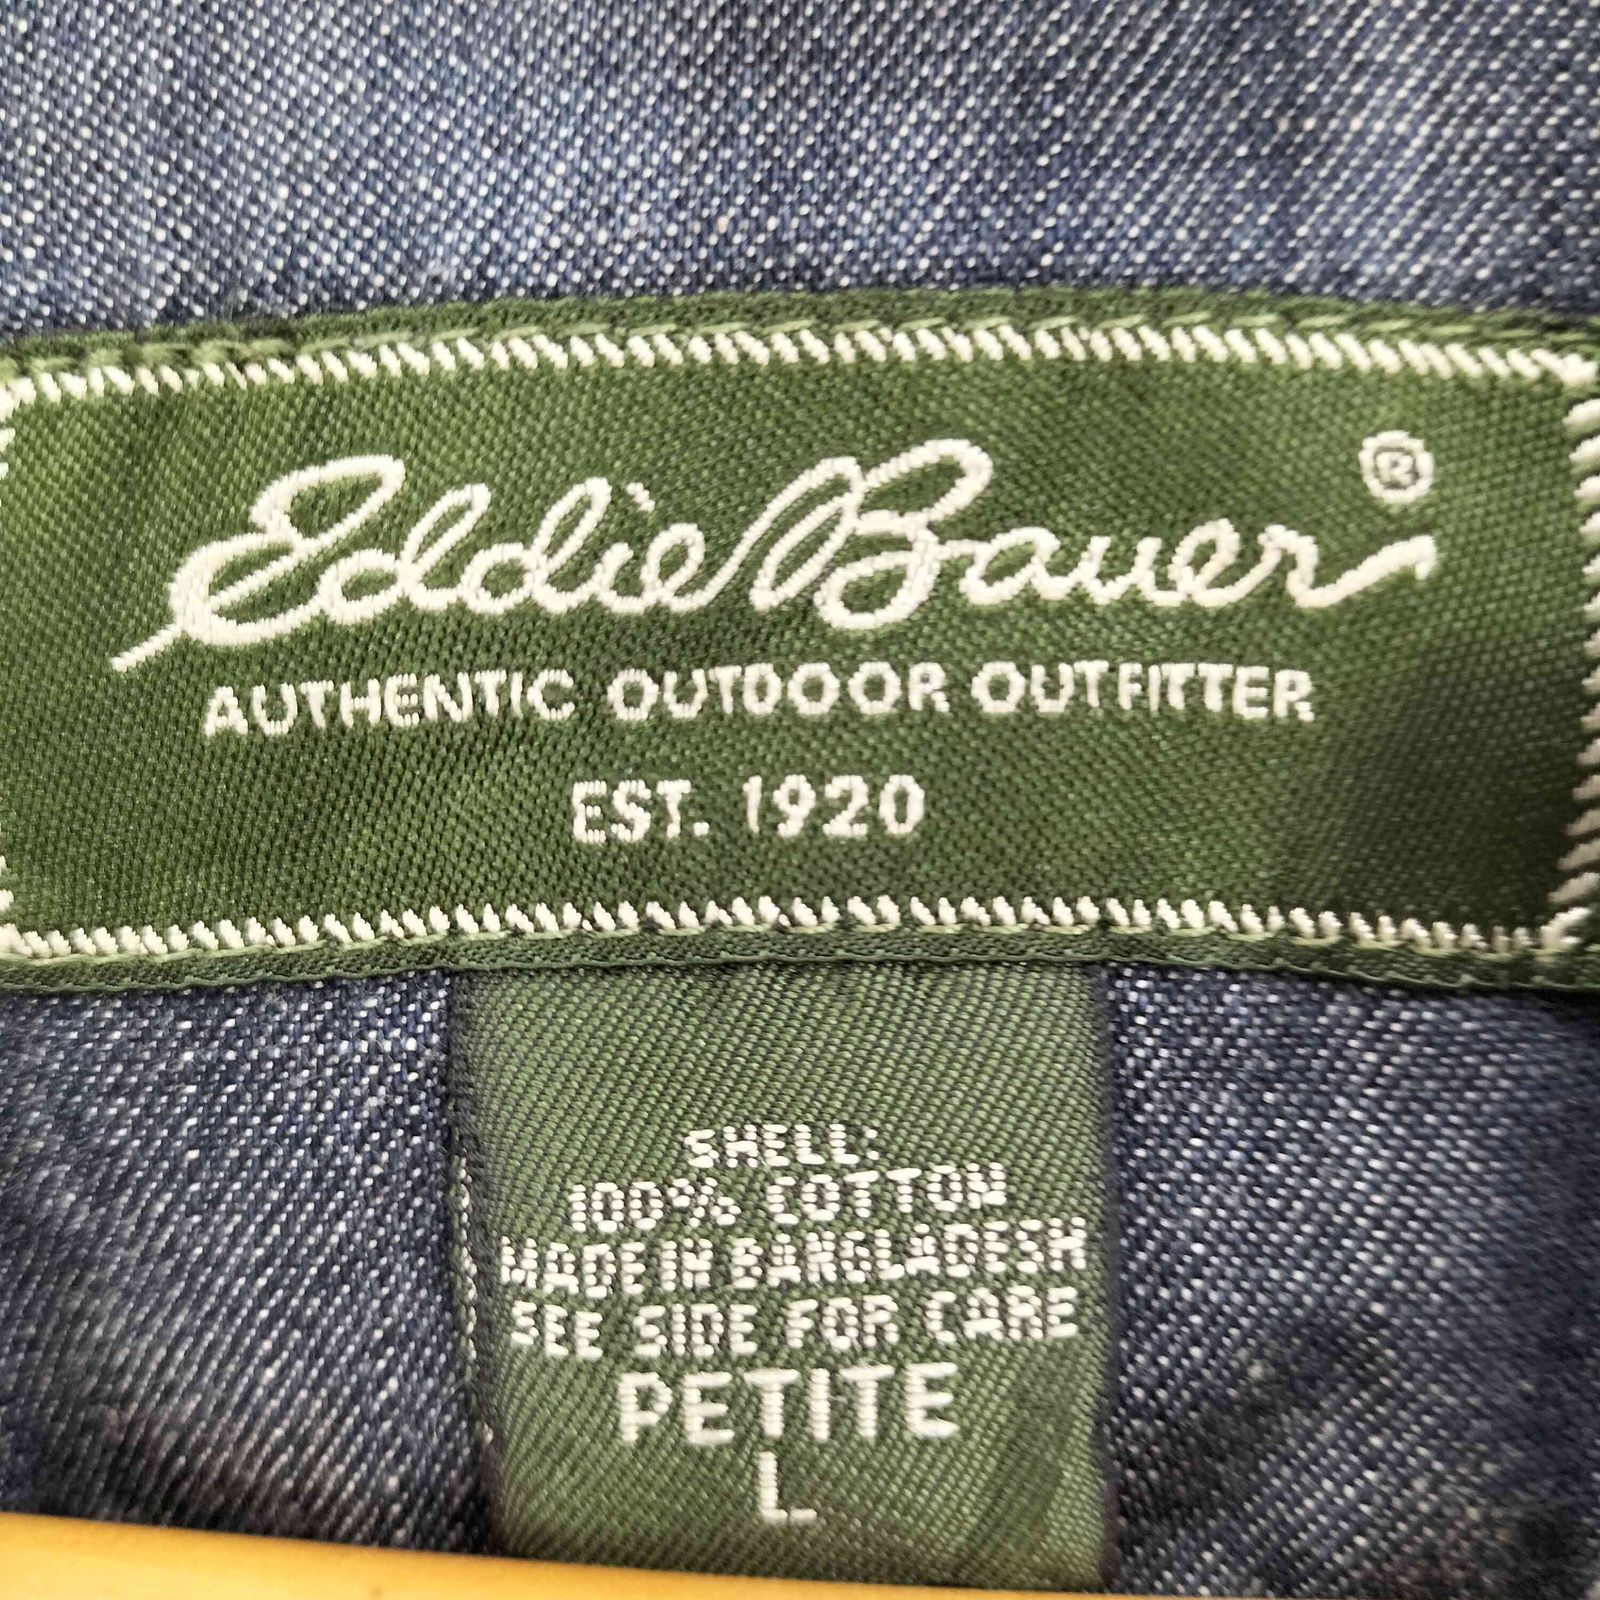 Eddie Bauer ®
AUTHENTIC OUTDOOR OUTFITTER
EST. 1920
SHELL:
100% COTTON
MADE IN BANGLADESH
SEE SIDE FOR CARE
PETITE
L